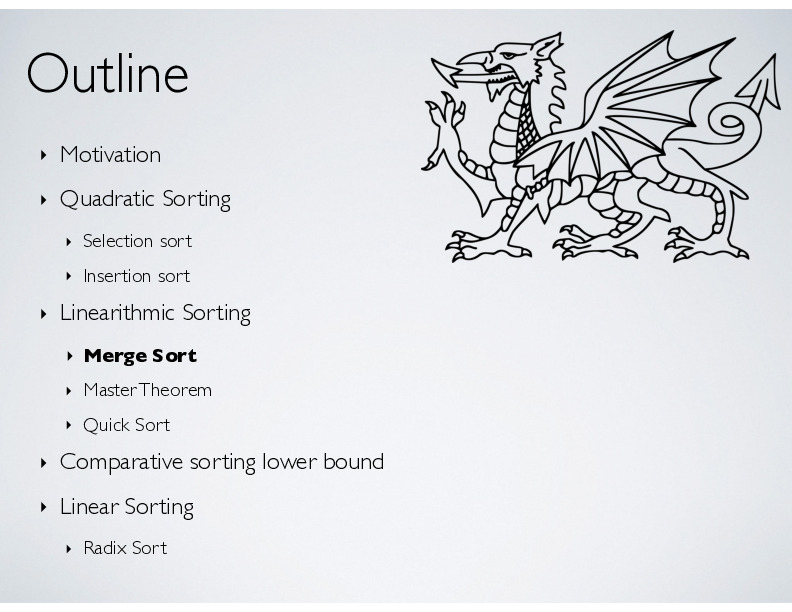 Outline
‣ Motivation
‣ Quadratic Sorting
‣ Selection sort
‣ Insertion sort
‣ Linearithmic Sorting
‣ Merge Sort
‣ Master Theorem
‣ Quick Sort
‣ Comparative sorting lower bound
‣ Linear Sorting
‣ Radix Sort